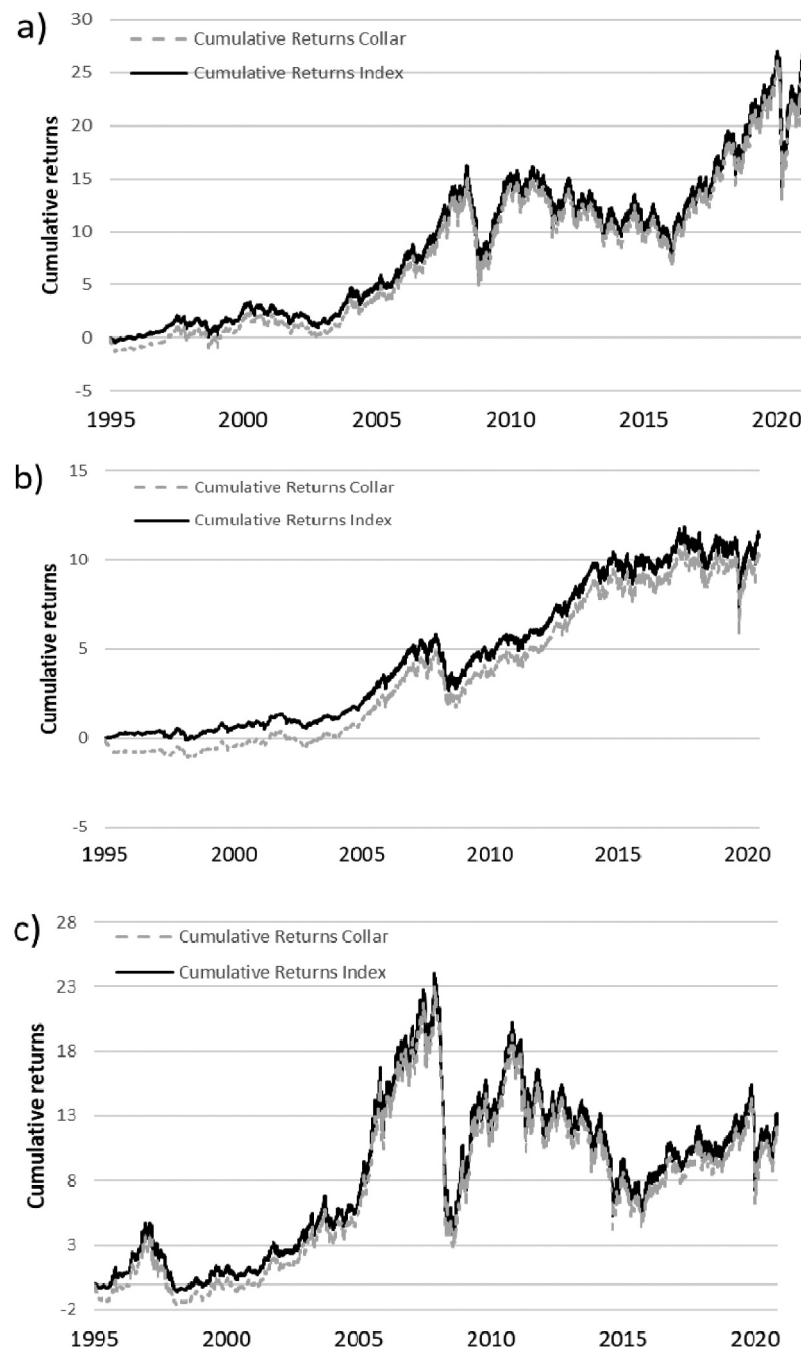 a)
Cumulative Returns Collar
Cumulative Returns Index
Cumulative returns
30
25
20
15
10
5
0
-5
1995 2000 2005 2010 2015 2020
b)
Cumulative Returns Collar
Cumulative Returns Index
Cumulative returns
15
10
5
0
-5
1995 2000 2005 2010 2015 2020
c)
Cumulative Returns Collar
Cumulative Returns Index
Cumulative returns
28
23
18
13
8
3
-2
1995 2000 2005 2010 2015 2020